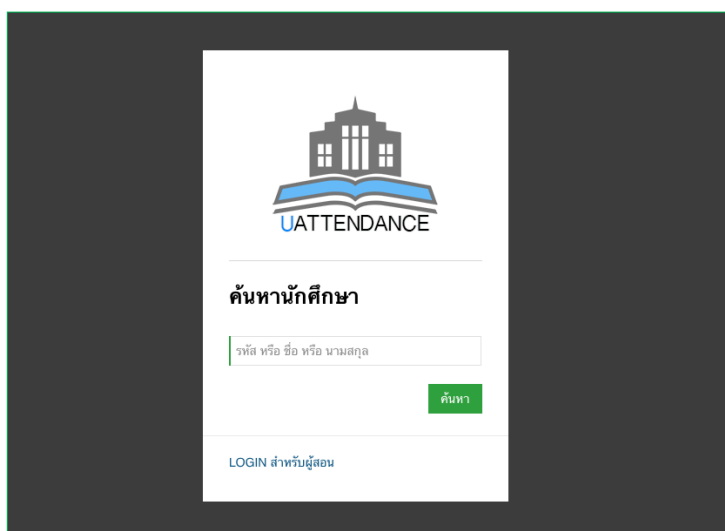 UATTENDANCE
ค้นหานักศึกษา
รหัส หรือ ชื่อ หรือ นามสกุล
ค้นหา
LOGIN สำหรับผู้สอน